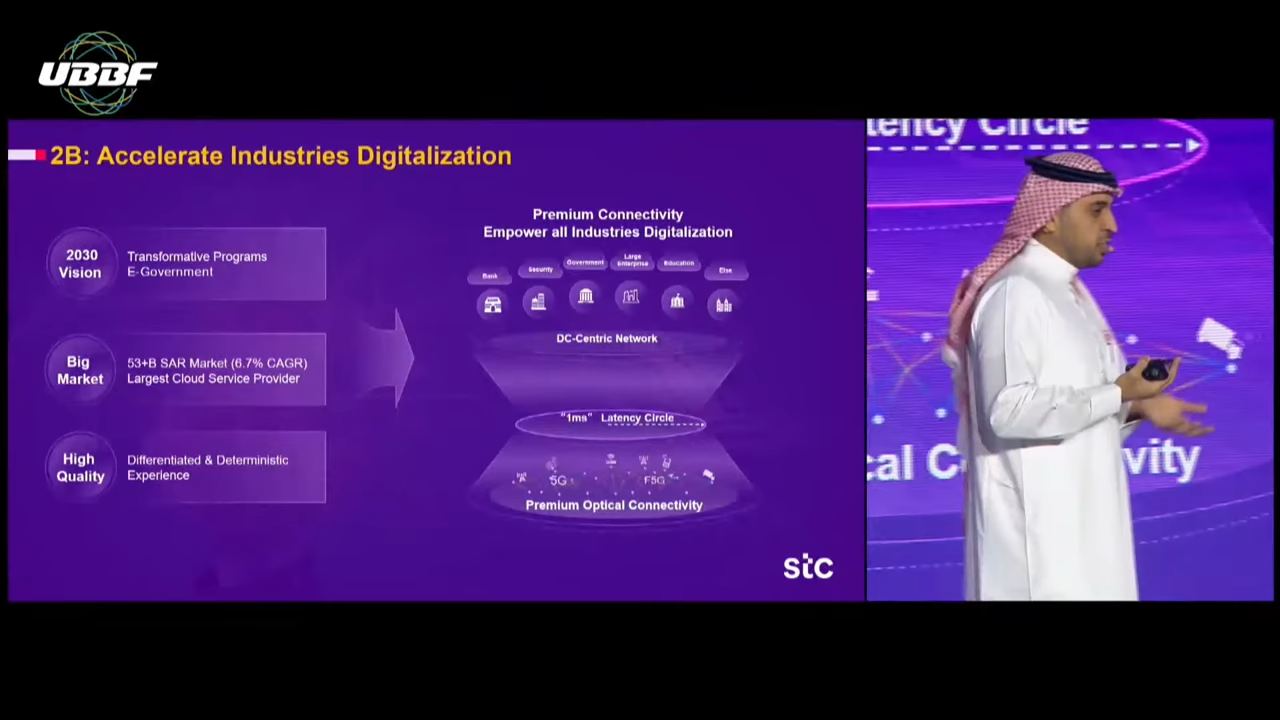 UBBF
2B: Accelerate Industries Digitalization
2030
Vision
Transformative Programs
E-Government
Big
Market
53+B SAR Market (6.7% CAGR)
Largest Cloud Service Provider
High
Quality
Differentiated & Deterministic
Experience
Premium Connectivity
Empower all Industries Digitalization
Bank
Security
Government
Large
Enterprise
Education
Else
DC-Centric Network
"1ms" Latency Circle
5G
F5G
Premium Optical Connectivity
stc
tency Circle
cal C
ivity